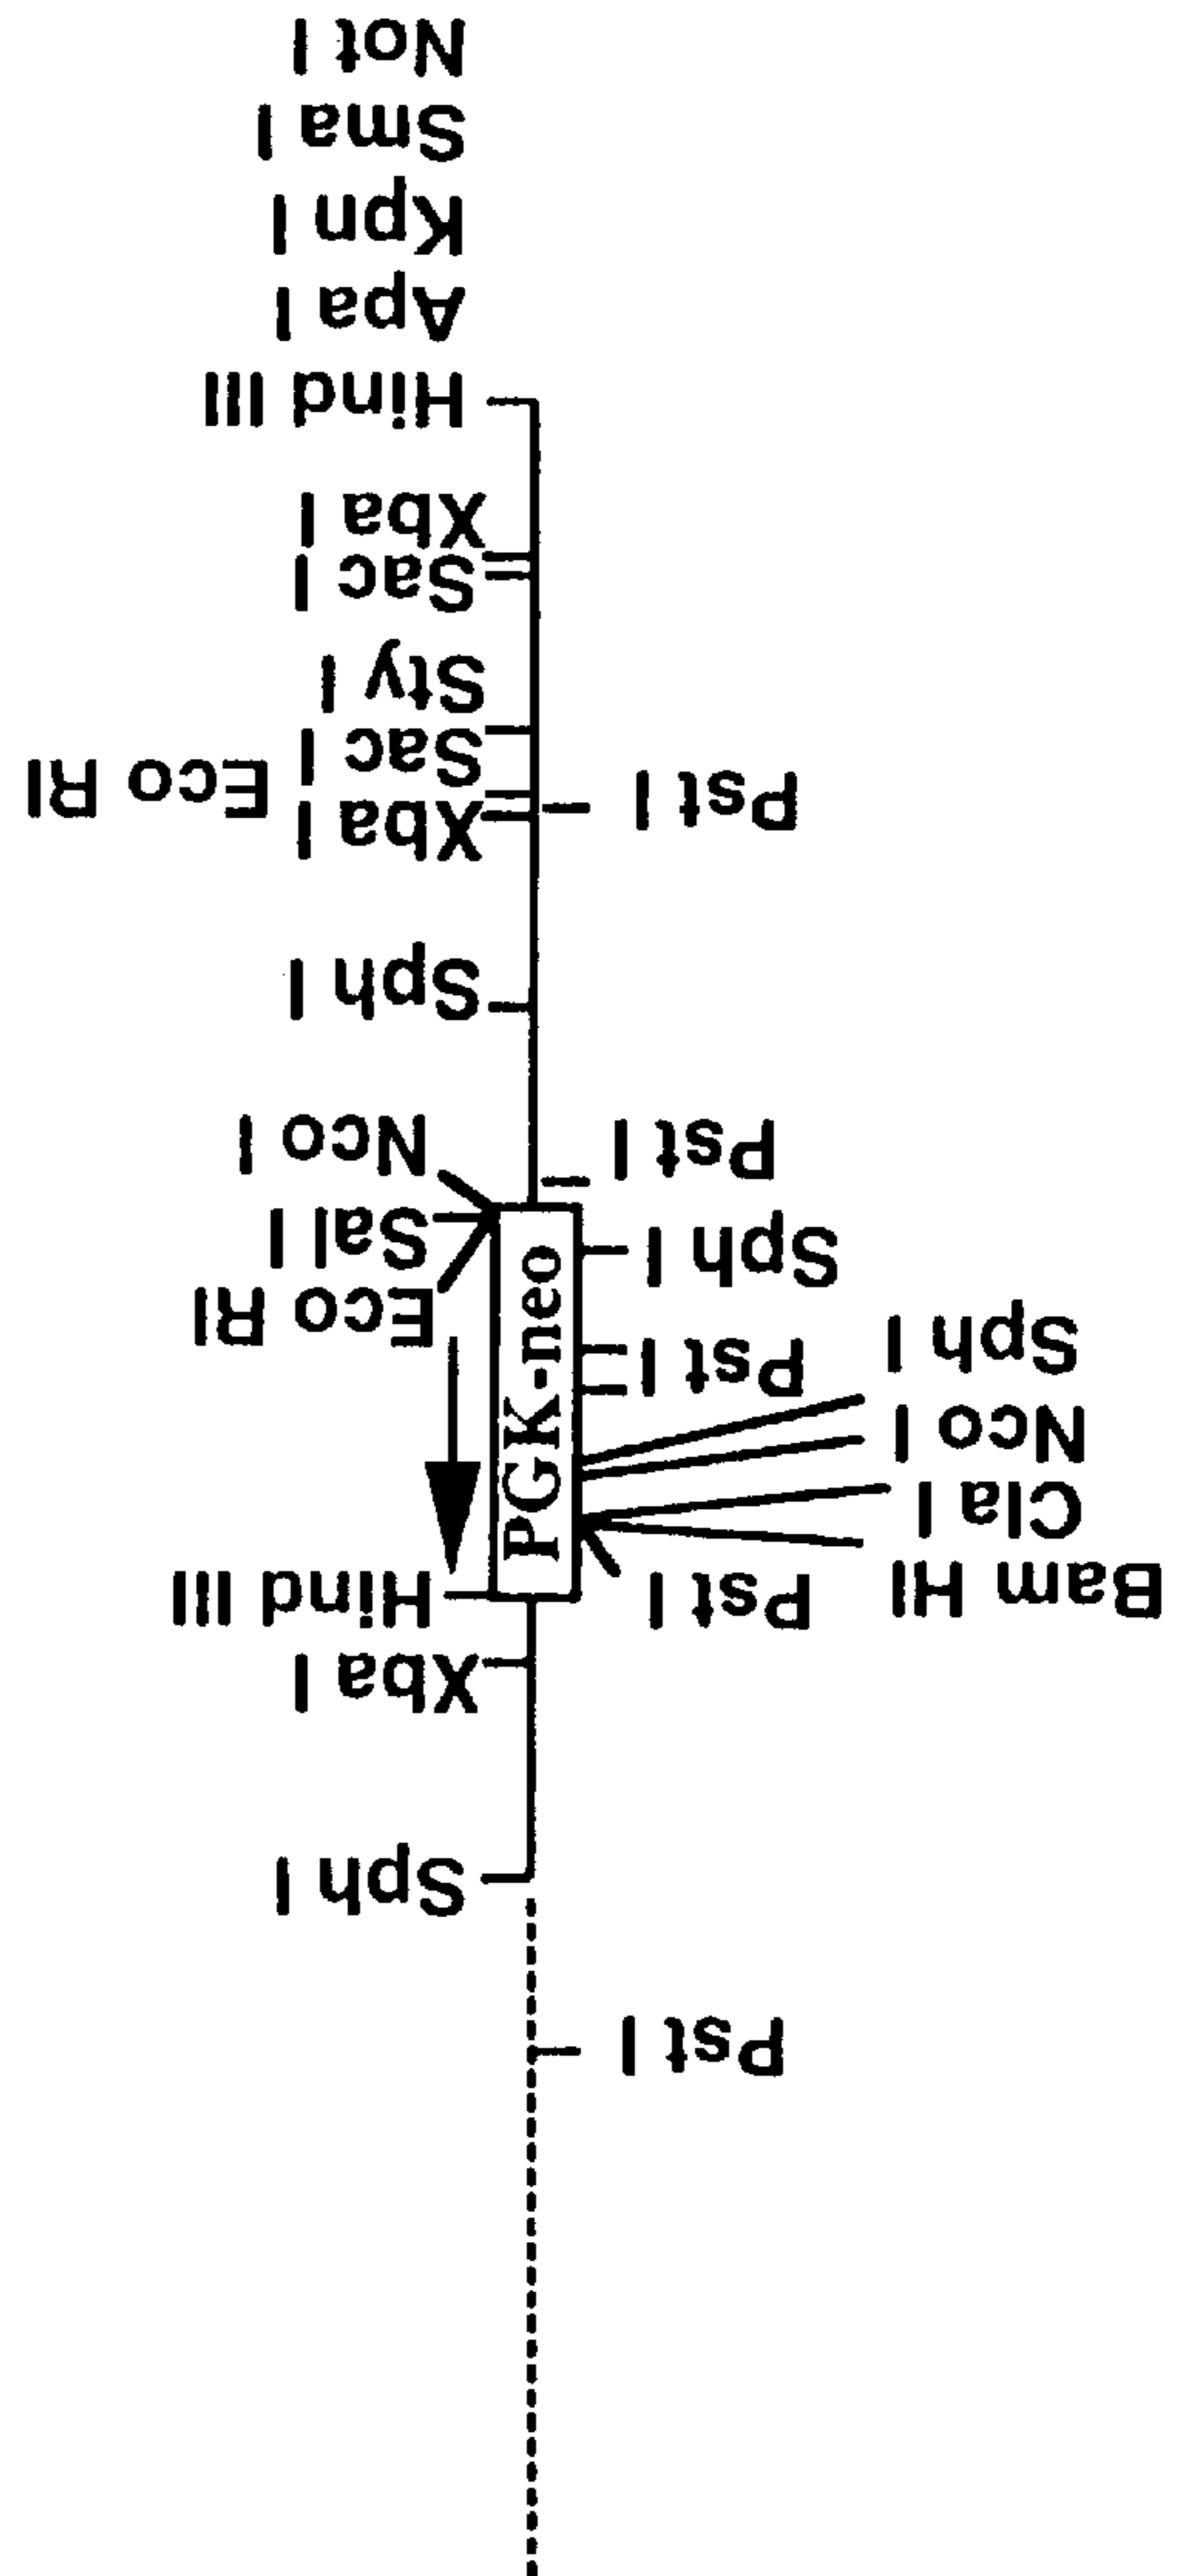 Pst I
Sph I
Xba I
Hind III
Pst I
Bam HI
Cla I
Nco I
Sph I
PGK-neo
Pst I
Eco RI
Sal I
Nco I
Sph I
Pst I
Sph I
Xba I
Eco RI
Pst I
Sac I
Sty I
Sac I
Xba I
Hind III
Apa I
Kpn I
Sma I
Not I